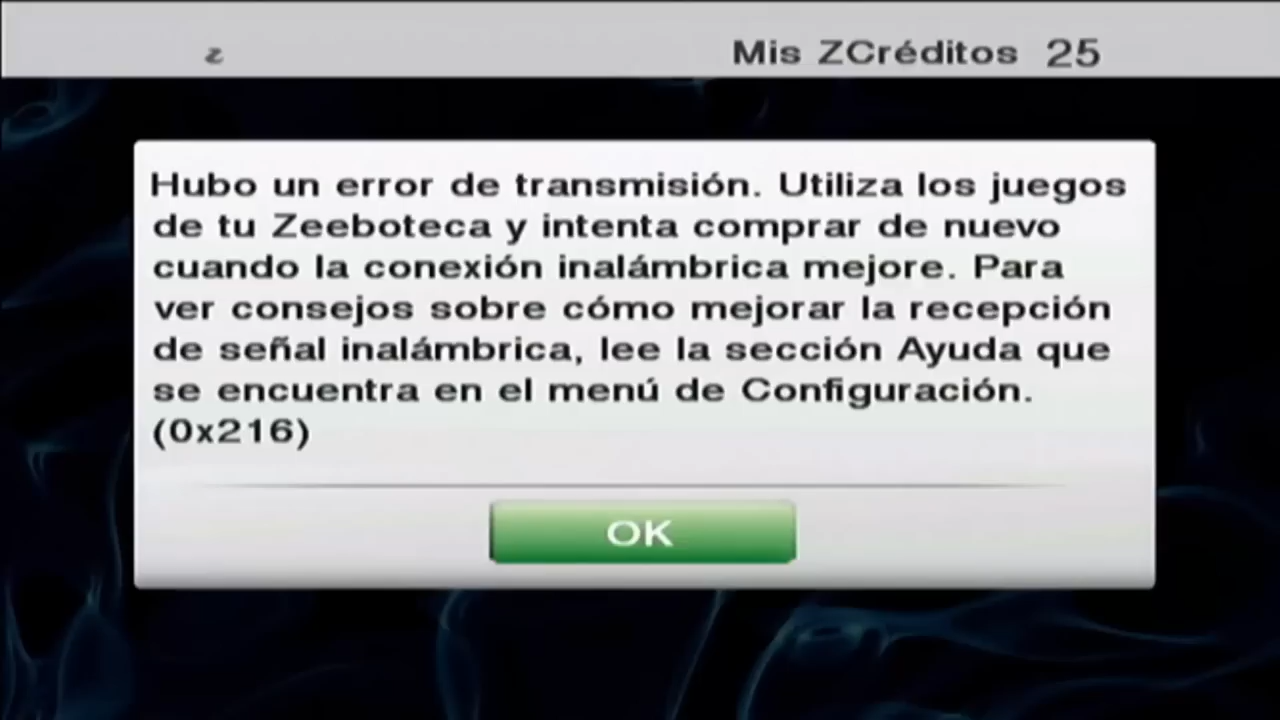 z
Mis ZCréditos 25
Hubo un error de transmisión. Utiliza los juegos
de tu Zeeboteca y intenta comprar de nuevo
cuando la conexión inalámbrica mejore. Para
ver consejos sobre cómo mejorar la recepción
de señal inalámbrica, lee la sección Ayuda que
se encuentra en el menú de Configuración.
(0x216)
OK